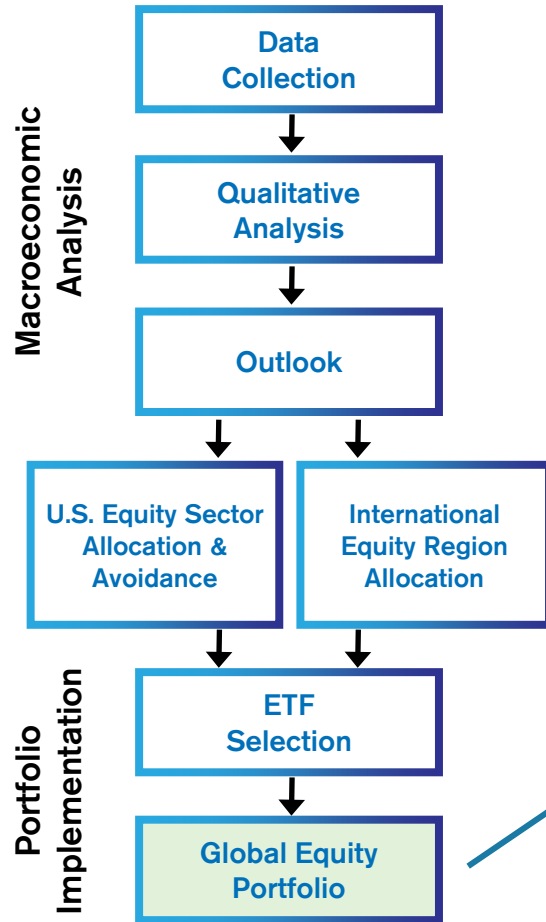 Macroeconomic
Analysis
Data
Collection
Qualitative
Analysis
Outlook
U.S. Equity Sector
Allocation &
Avoidance
International
Equity Region
Allocation
Portfolio
Implementation
ETF
Selection
Global Equity
Portfolio